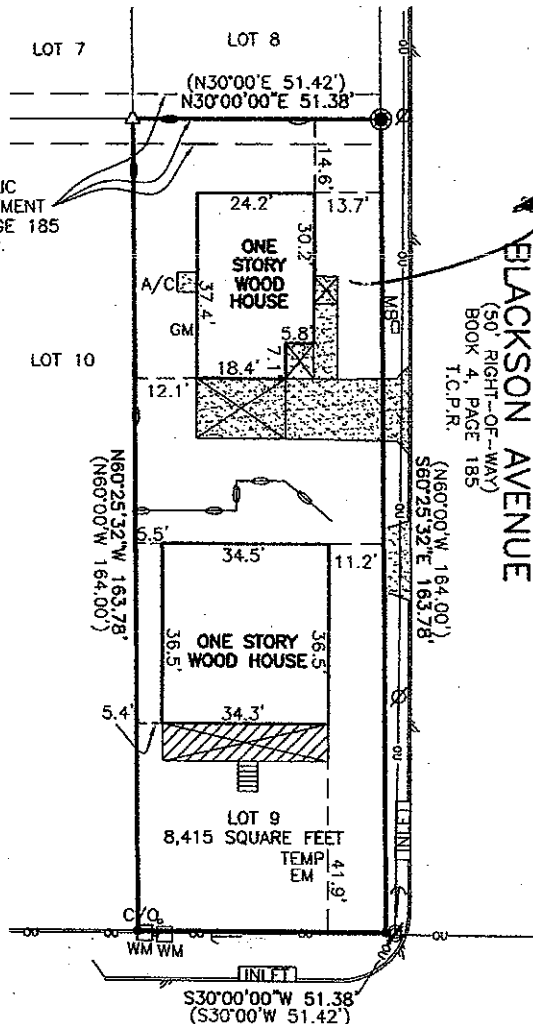 LOT 7
LOT 8
(N30°00'E 51.42')
N30°00'00"E 51.38'
IC
MENT
GE 185
14.6'
24.2'
13.7'
ONE
STORY
WOOD
HOUSE
30.2'
37.4'
A/C
GM
5.8'
7.1'
18.4'
12.1'
LOT 10
MB
BLACKSON AVENUE
(50' RIGHT-OF-WAY)
BOOK 4, PAGE 185
T.C.P.R.
N60°25'32"W 163.78'
(N60°00'W 164.00')
(N60°00'W 164.00')
S60°25'32"E 163.78'
5.5'
34.5'
11.2'
36.5'
ONE STORY
WOOD HOUSE
36.5'
5.4'
34.3'
LOT 9
8,415 SQUARE FEET
TEMP
EM
41.9'
C/O
WM WM
INLET
INLET
S30°00'00"W 51.38'
(S30°00'W 51.42')